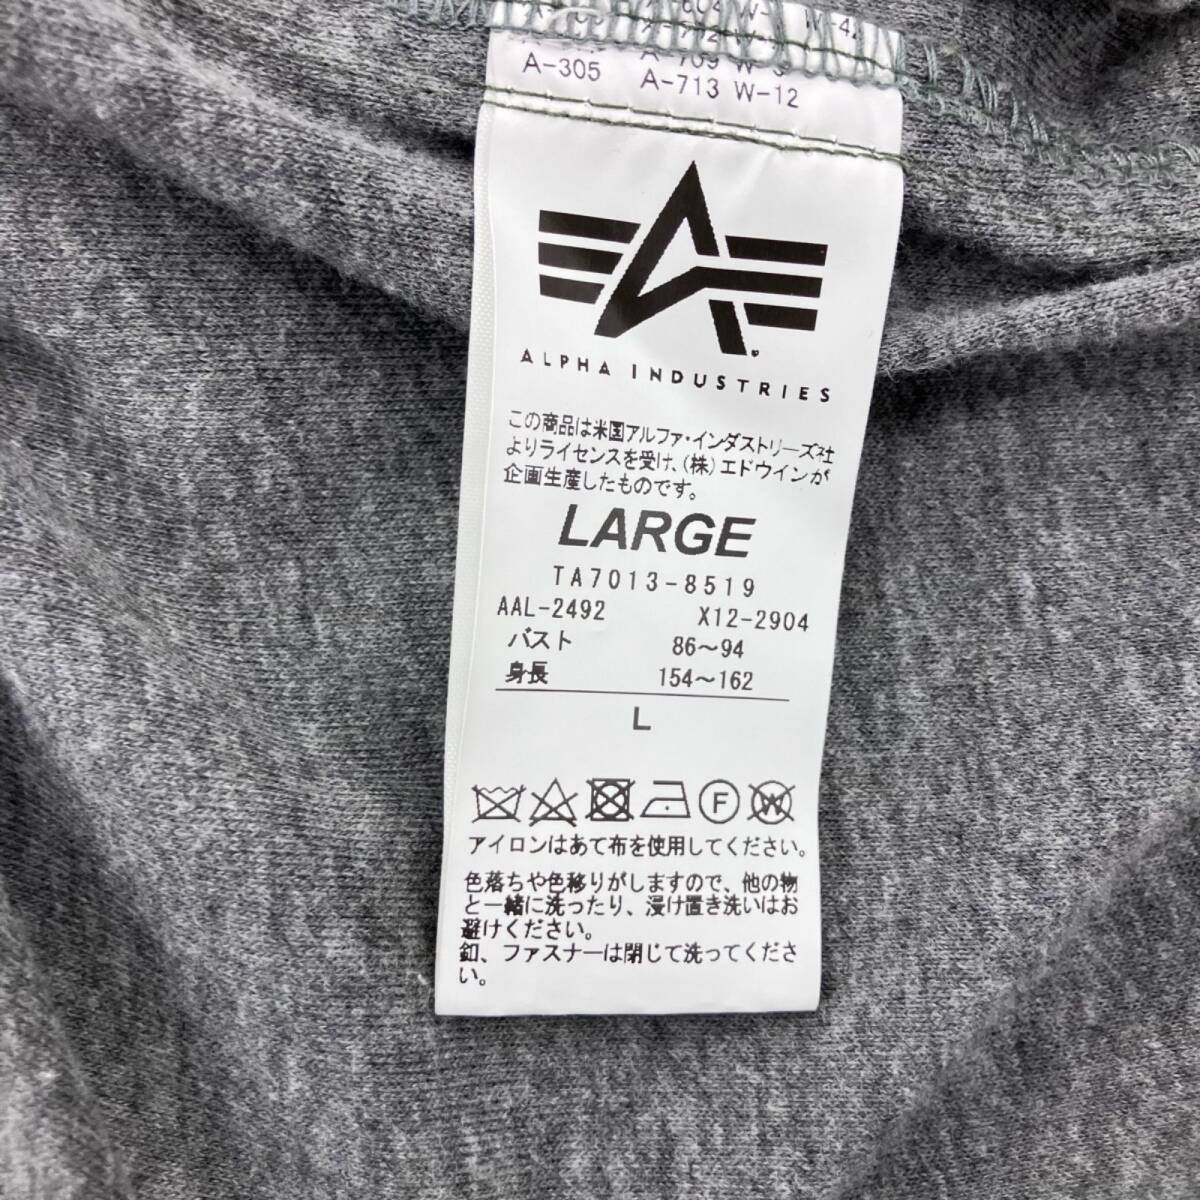 A-305 A-713 W-12
ALPHA INDUSTRIES
この商品は米国アルファ・インダストリーズ社
よりライセンスを受け、(株)エドウインが
企画生産したものです。
LARGE
TA7013-8519
AAL-2492 X12-2904
バスト 86〜94
身長 154〜162
L
F
W
アイロンはあて布を使用してください。
色落ちや色移りがしますので、他の物
と一緒に洗ったり、浸け置き洗いはお
避けください。
釦、ファスナーは閉じて洗ってくださ
い。